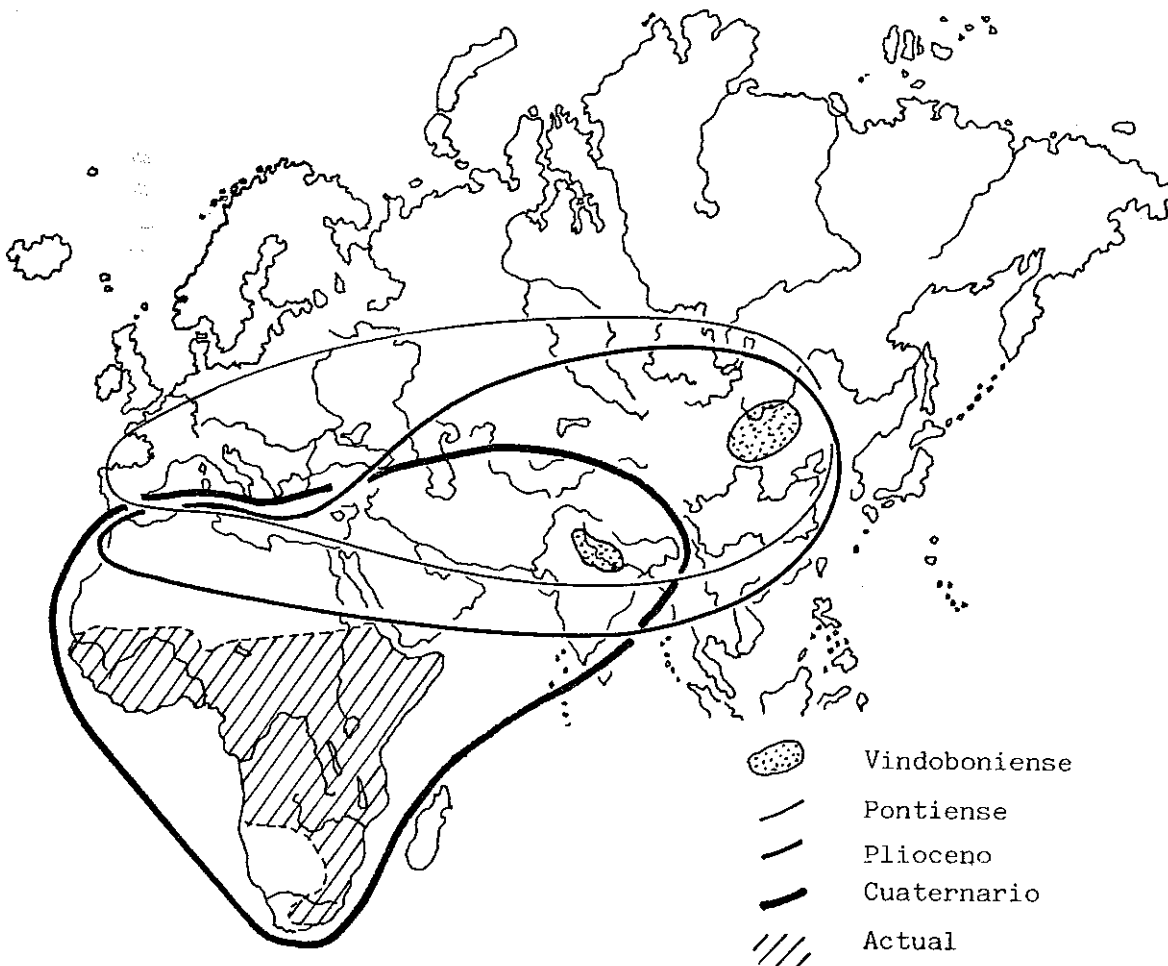 Vindoboniense
Pontiense
Plioceno
Cuaternario
Actual